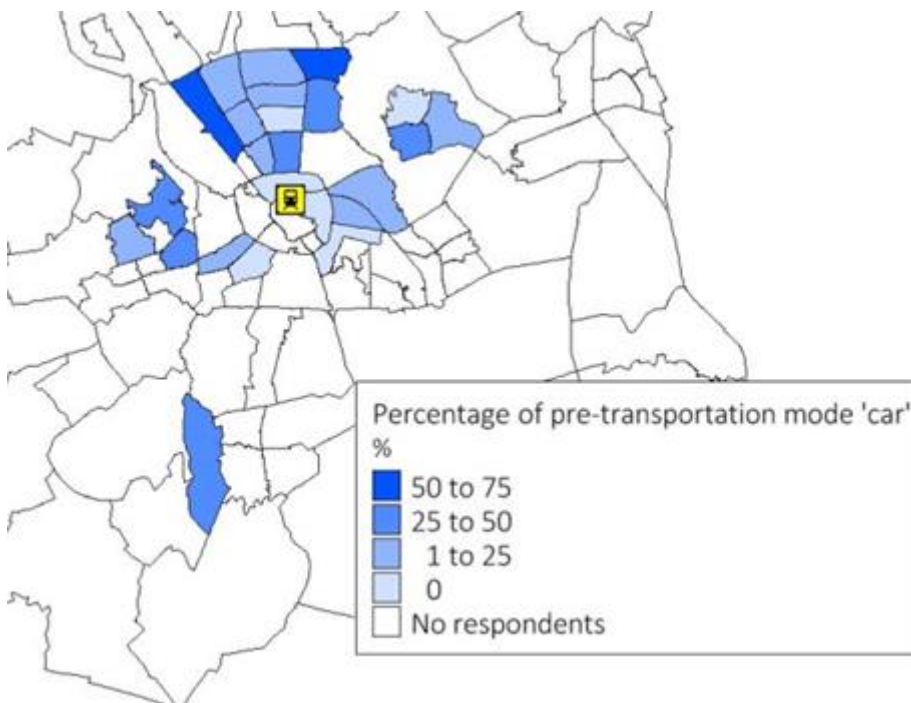 Percentage of pre-transportation mode 'car'
%
50 to 75
25 to 50
1 to 25
0
No respondents